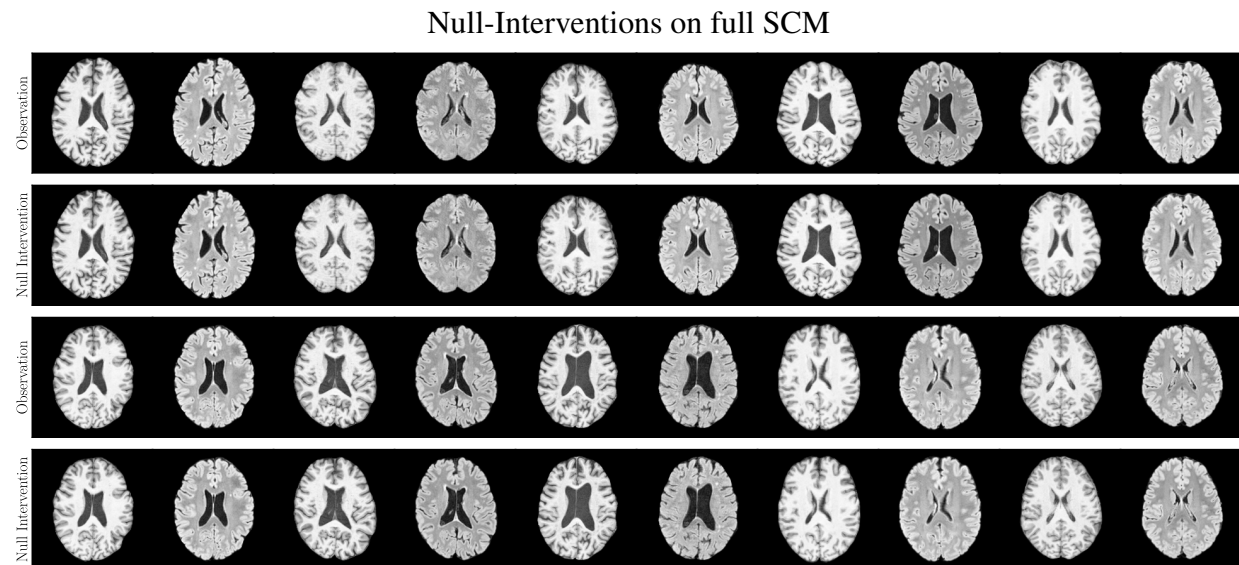 Null-Interventions on full SCM
Observation
Null Intervention
Observation
Null Intervention